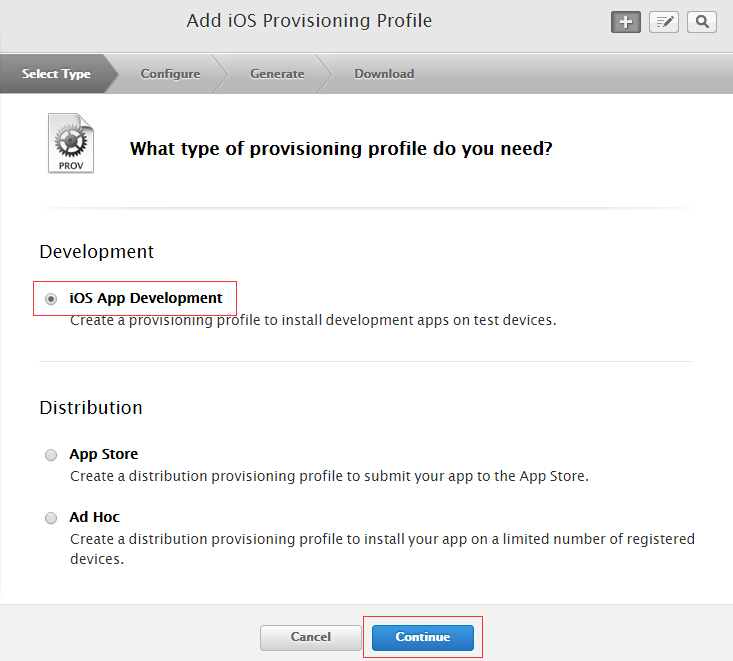 Add iOS Provisioning Profile
Select Type
Configure
Generate
Download
PROV
What type of provisioning profile do you need?
Development
iOS App Development
Create a provisioning profile to install development apps on test devices.
Distribution
App Store
Create a distribution provisioning profile to submit your app to the App Store.
Ad Hoc
Create a distribution provisioning profile to install your app on a limited number of registered
devices.
Cancel
Continue